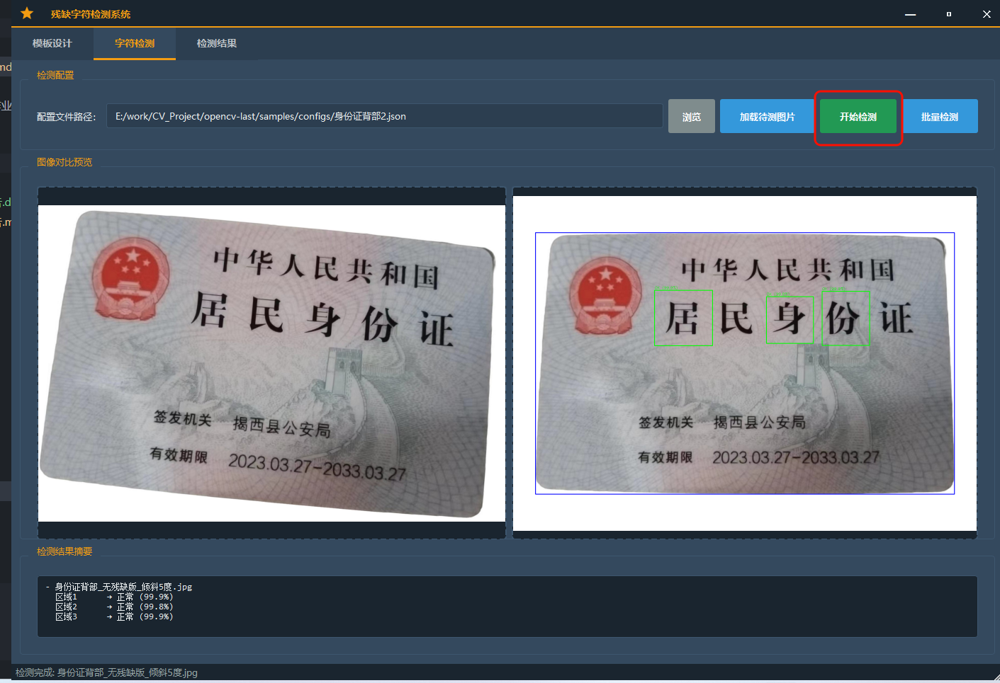 残缺字符检测系统
模板设计 字符检测 检测结果
md
业
检测配置
配置文件路径: E:/work/CV_Project/opencv-last/samples/configs/身份证背部2.json 浏览 加载待测图片 开始检测 批量检测
图像对比预览
.d
.m
中华人民共和国
居民身份证
签发机关 揭西县公安局
有效期限 2023.03.27-2033.03.27
中华人民共和国
居民身份证
签发机关 揭西县公安局
有效期限 2023.03.27-2033.03.27
检测结果摘要
- 身份证背部_无残缺版_倾斜5度.jpg
区域1 → 正常 (99.9%)
区域2 → 正常 (99.8%)
区域3 → 正常 (99.9%)
检测完成: 身份证背部_无残缺版_倾斜5度.jpg